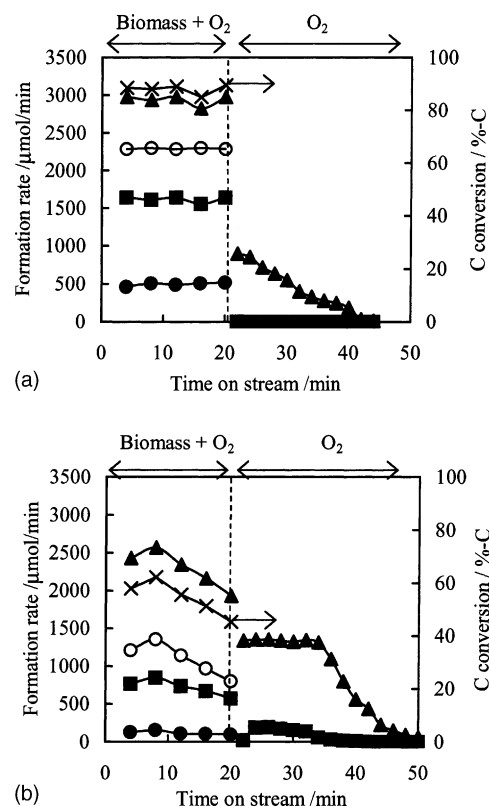 Biomass + O2 O2
3500 100
3000
80
2500
2000 60
1500 40
1000
20
500
0 0
0 10 20 30 40 50
Formation rate /μmol/min
C conversion / %-C
(a) Time on stream /min
Biomass + O2 O2
3500 100
3000
80
2500
2000 60
1500 40
1000
20
500
0 0
0 10 20 30 40 50
Formation rate /μmol/min
C conversion / %-C
(b) Time on stream /min